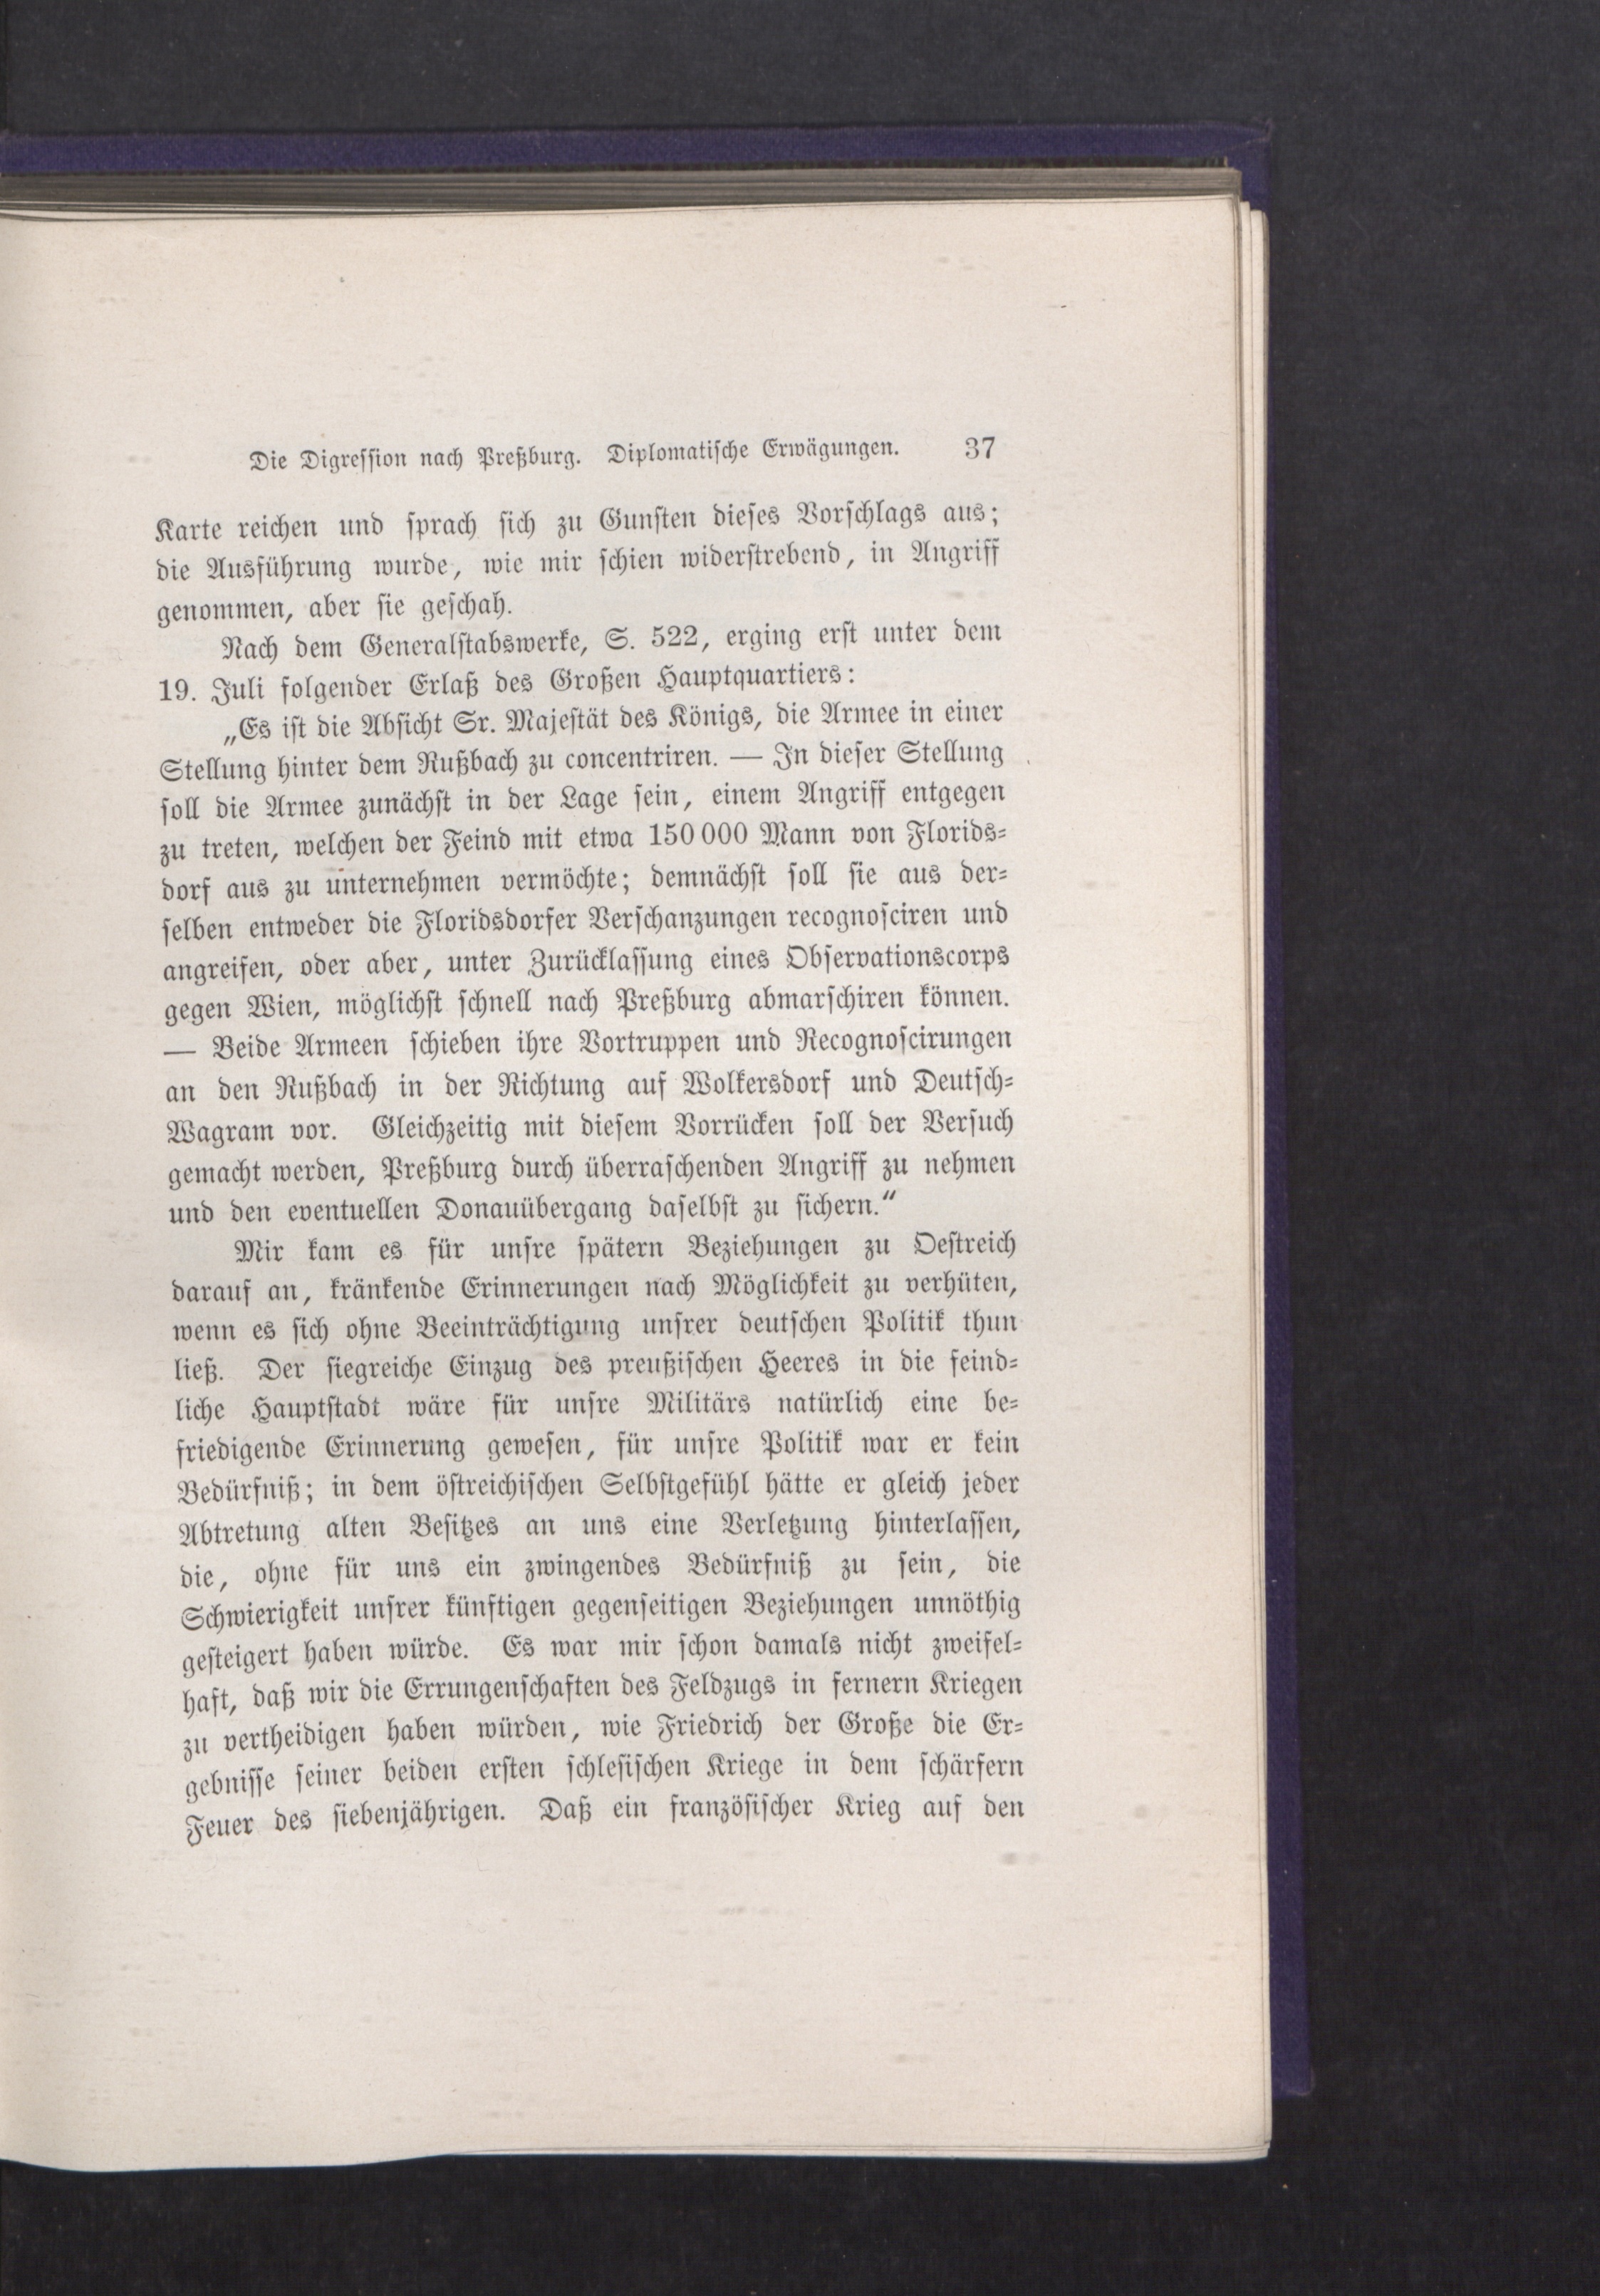 Die Digression nach Preßburg. Diplomatische Erwägungen. 37
Karte reichen und sprach sich zu Gunsten dieses Vorschlags aus;
die Ausführung wurde, wie mir schien widerstrebend, in Angriff
genommen, aber sie geschah.
Nach dem Generalstabswerke, S. 522, erging erst unter dem
19. Juli folgender Erlaß des Großen Hauptquartiers:
„Es ist die Absicht Sr. Majestät des Königs, die Armee in einer
Stellung hinter dem Rußbach zu concentriren. — In dieser Stellung
soll die Armee zunächst in der Lage sein, einem Angriff entgegen
zu treten, welchen der Feind mit etwa 150 000 Mann von Florids-
dorf aus zu unternehmen vermöchte; demnächst soll sie aus der-
selben entweder die Floridsdorfer Verschanzungen recognosciren und
angreifen, oder aber, unter Zurücklassung eines Observationscorps
gegen Wien, möglichst schnell nach Preßburg abmarschiren können.
— Beide Armeen schieben ihre Vortruppen und Recognoscirungen
an den Rußbach in der Richtung auf Wolkersdorf und Deutsch-
Wagram vor. Gleichzeitig mit diesem Vorrücken soll der Versuch
gemacht werden, Preßburg durch überraschenden Angriff zu nehmen
und den eventuellen Donauübergang daselbst zu sichern.“
Mir kam es für unsre spätern Beziehungen zu Oestreich
darauf an, kränkende Erinnerungen nach Möglichkeit zu verhüten,
wenn es sich ohne Beeinträchtigung unsrer deutschen Politik thun
ließ. Der siegreiche Einzug des preußischen Heeres in die feind-
liche Hauptstadt wäre für unsre Militärs natürlich eine be-
friedigende Erinnerung gewesen, für unsre Politik war er kein
Bedürfniß; in dem östreichischen Selbstgefühl hätte er gleich jeder
Abtretung alten Besitzes an uns eine Verletzung hinterlassen,
die, ohne für uns ein zwingendes Bedürfniß zu sein, die
Schwierigkeit unsrer künftigen gegenseitigen Beziehungen unnöthig
gesteigert haben würde. Es war mir schon damals nicht zweifel-
haft, daß wir die Errungenschaften des Feldzugs in fernern Kriegen
zu vertheidigen haben würden, wie Friedrich der Große die Er-
gebnisse seiner beiden ersten schlesischen Kriege in dem schärfern
Feuer des siebenjährigen. Daß ein französischer Krieg auf den